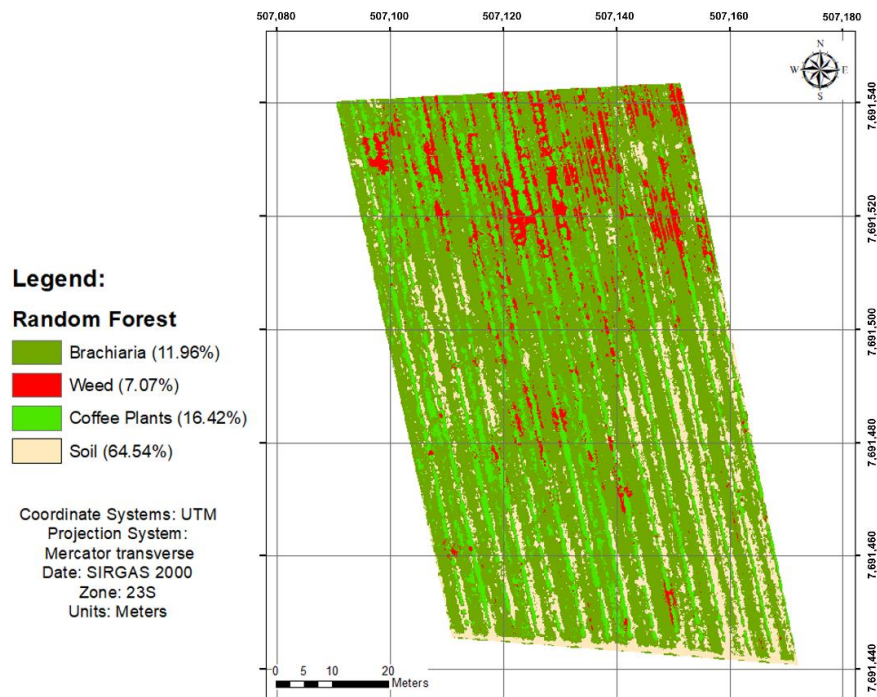 507,080 507,100 507,120 507,140 507,160 507,180
N
W E
S
7,691,540
7,691,520
7,691,500
7,691,480
7,691,460
7,691,440
Legend:
Random Forest
Brachiaria (11.96%)
Weed (7.07%)
Coffee Plants (16.42%)
Soil (64.54%)
Coordinate Systems: UTM
Projection System:
Mercator transverse
Date: SIRGAS 2000
Zone: 23S
Units: Meters
0 5 10 20
Meters